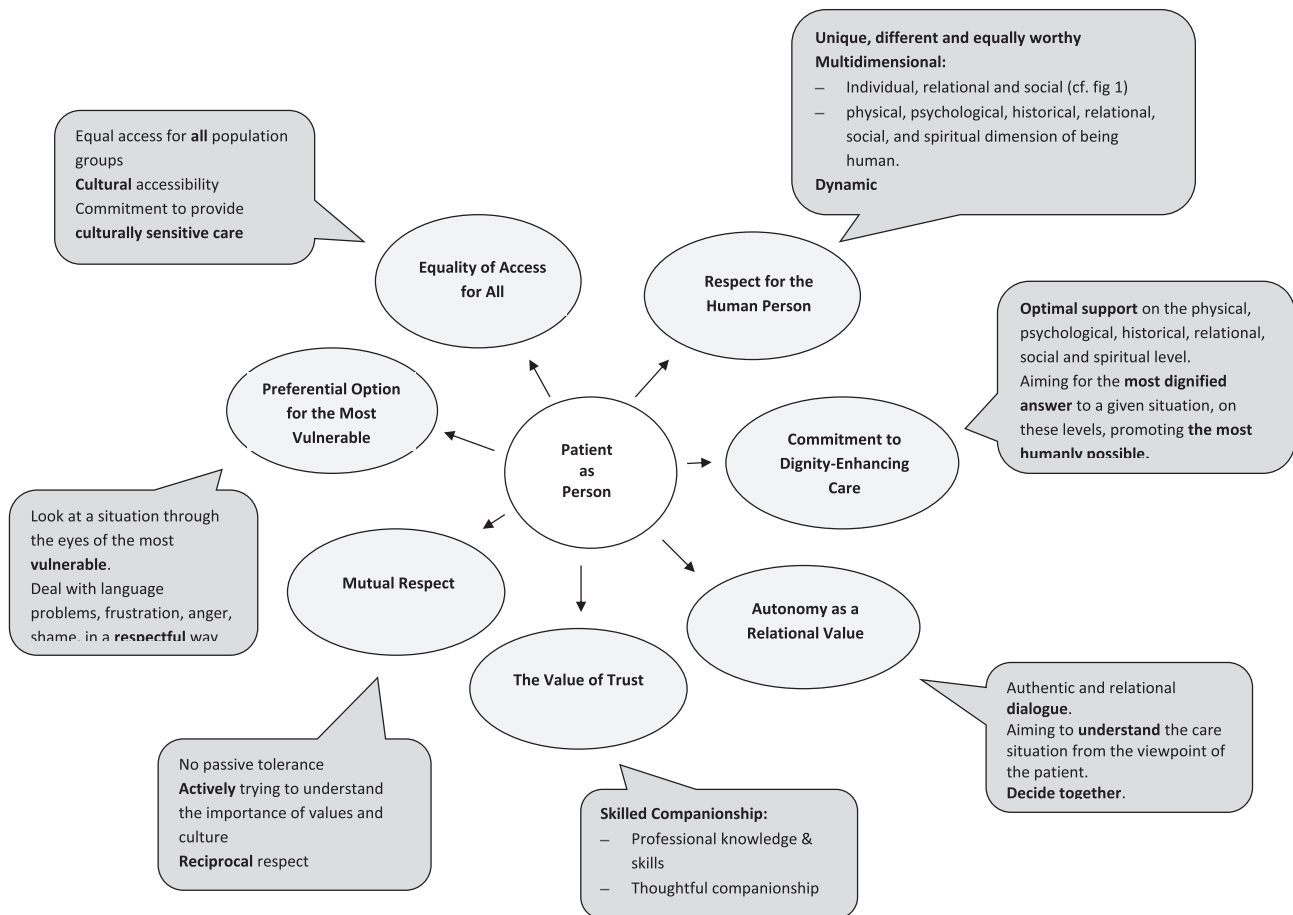 Unique, different and equally worthy
Multidimensional:
– Individual, relational and social (cf. fig 1)
– physical, psychological, historical, relational,
social, and spiritual dimension of being
human.
Dynamic
Equal access for all population
groups
Cultural accessibility
Commitment to provide
culturally sensitive care
Equality of Access
for All
Respect for the
Human Person
Optimal support on the physical,
psychological, historical, relational,
social and spiritual level.
Aiming for the most dignified
answer to a given situation, on
these levels, promoting the most
humanly possible.
Preferential Option
for the Most
Vulnerable
Patient
as
Person
Commitment to
Dignity-Enhancing
Care
Look at a situation through
the eyes of the most
vulnerable.
Deal with language
problems, frustration, anger,
shame, in a respectful way
Mutual Respect
Autonomy as a
Relational Value
The Value of Trust
Authentic and relational
dialogue.
Aiming to understand the care
situation from the viewpoint of
the patient.
Decide together.
No passive tolerance
Actively trying to understand
the importance of values and
culture
Reciprocal respect
Skilled Companionship:
– Professional knowledge &
skills
– Thoughtful companionship